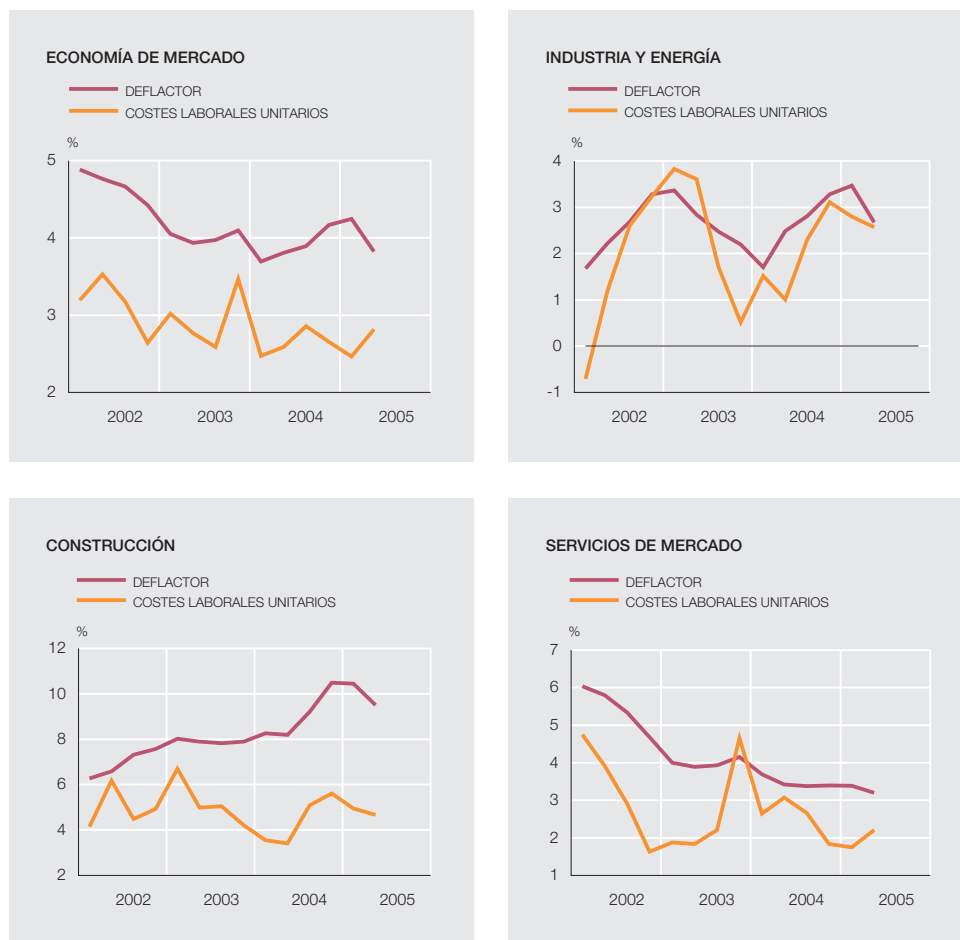 ECONOMÍA DE MERCADO
DEFLACTOR
COSTES LABORALES UNITARIOS
%
5
4
3
2
2002 2003 2004 2005
INDUSTRIA Y ENERGÍA
DEFLACTOR
COSTES LABORALES UNITARIOS
%
4
3
2
1
0
-1
2002 2003 2004 2005
CONSTRUCCIÓN
DEFLACTOR
COSTES LABORALES UNITARIOS
%
12
10
8
6
4
2
2002 2003 2004 2005
SERVICIOS DE MERCADO
DEFLACTOR
COSTES LABORALES UNITARIOS
%
7
6
5
4
3
2
1
2002 2003 2004 2005